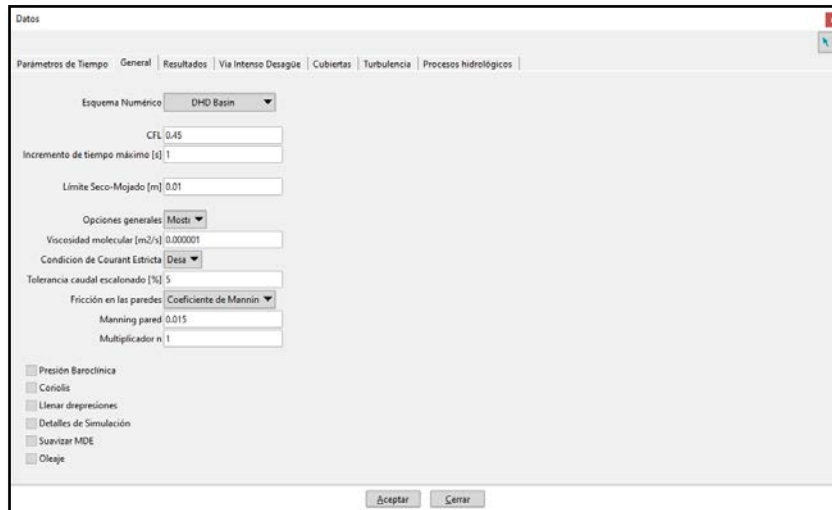 Datos
Parámetros de Tiempo General Resultados Via Intenso Desagüe Cubiertas Turbulencia Procesos hidrológicos
Esquema Numérico DHD Basin
CFL 0.45
Incremento de tiempo máximo [s] 1
Límite Seco-Mojado [m] 0.01
Opciones generales Mostr
Viscosidad molecular [m2/s] 0.000001
Condicion de Courant Estricta Desa
Tolerancia caudal escalonado [%] 5
Fricción en las paredes Coeficiente de Mannin
Manning pared 0.015
Multiplicador n 1
Presión Baroclínica
Coriolis
Llenar drepresiones
Detalles de Simulación
Suavizar MDE
Oleaje
Aceptar Cerrar